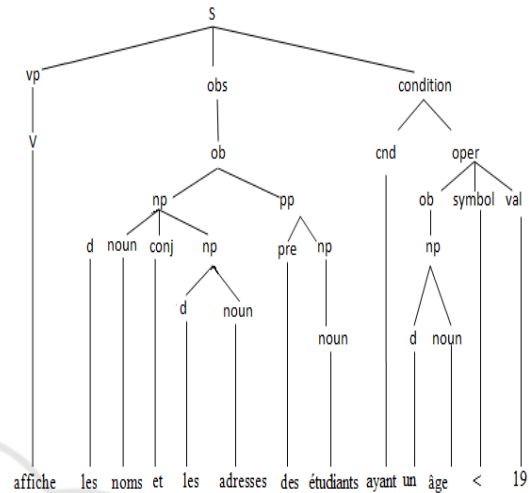 S
vp obs condition
V ob cnd oper
np pp ob symbol val
d noun conj np pre np np
d noun noun d noun
affiche les noms et les adresses des étudiants ayant un âge < 19